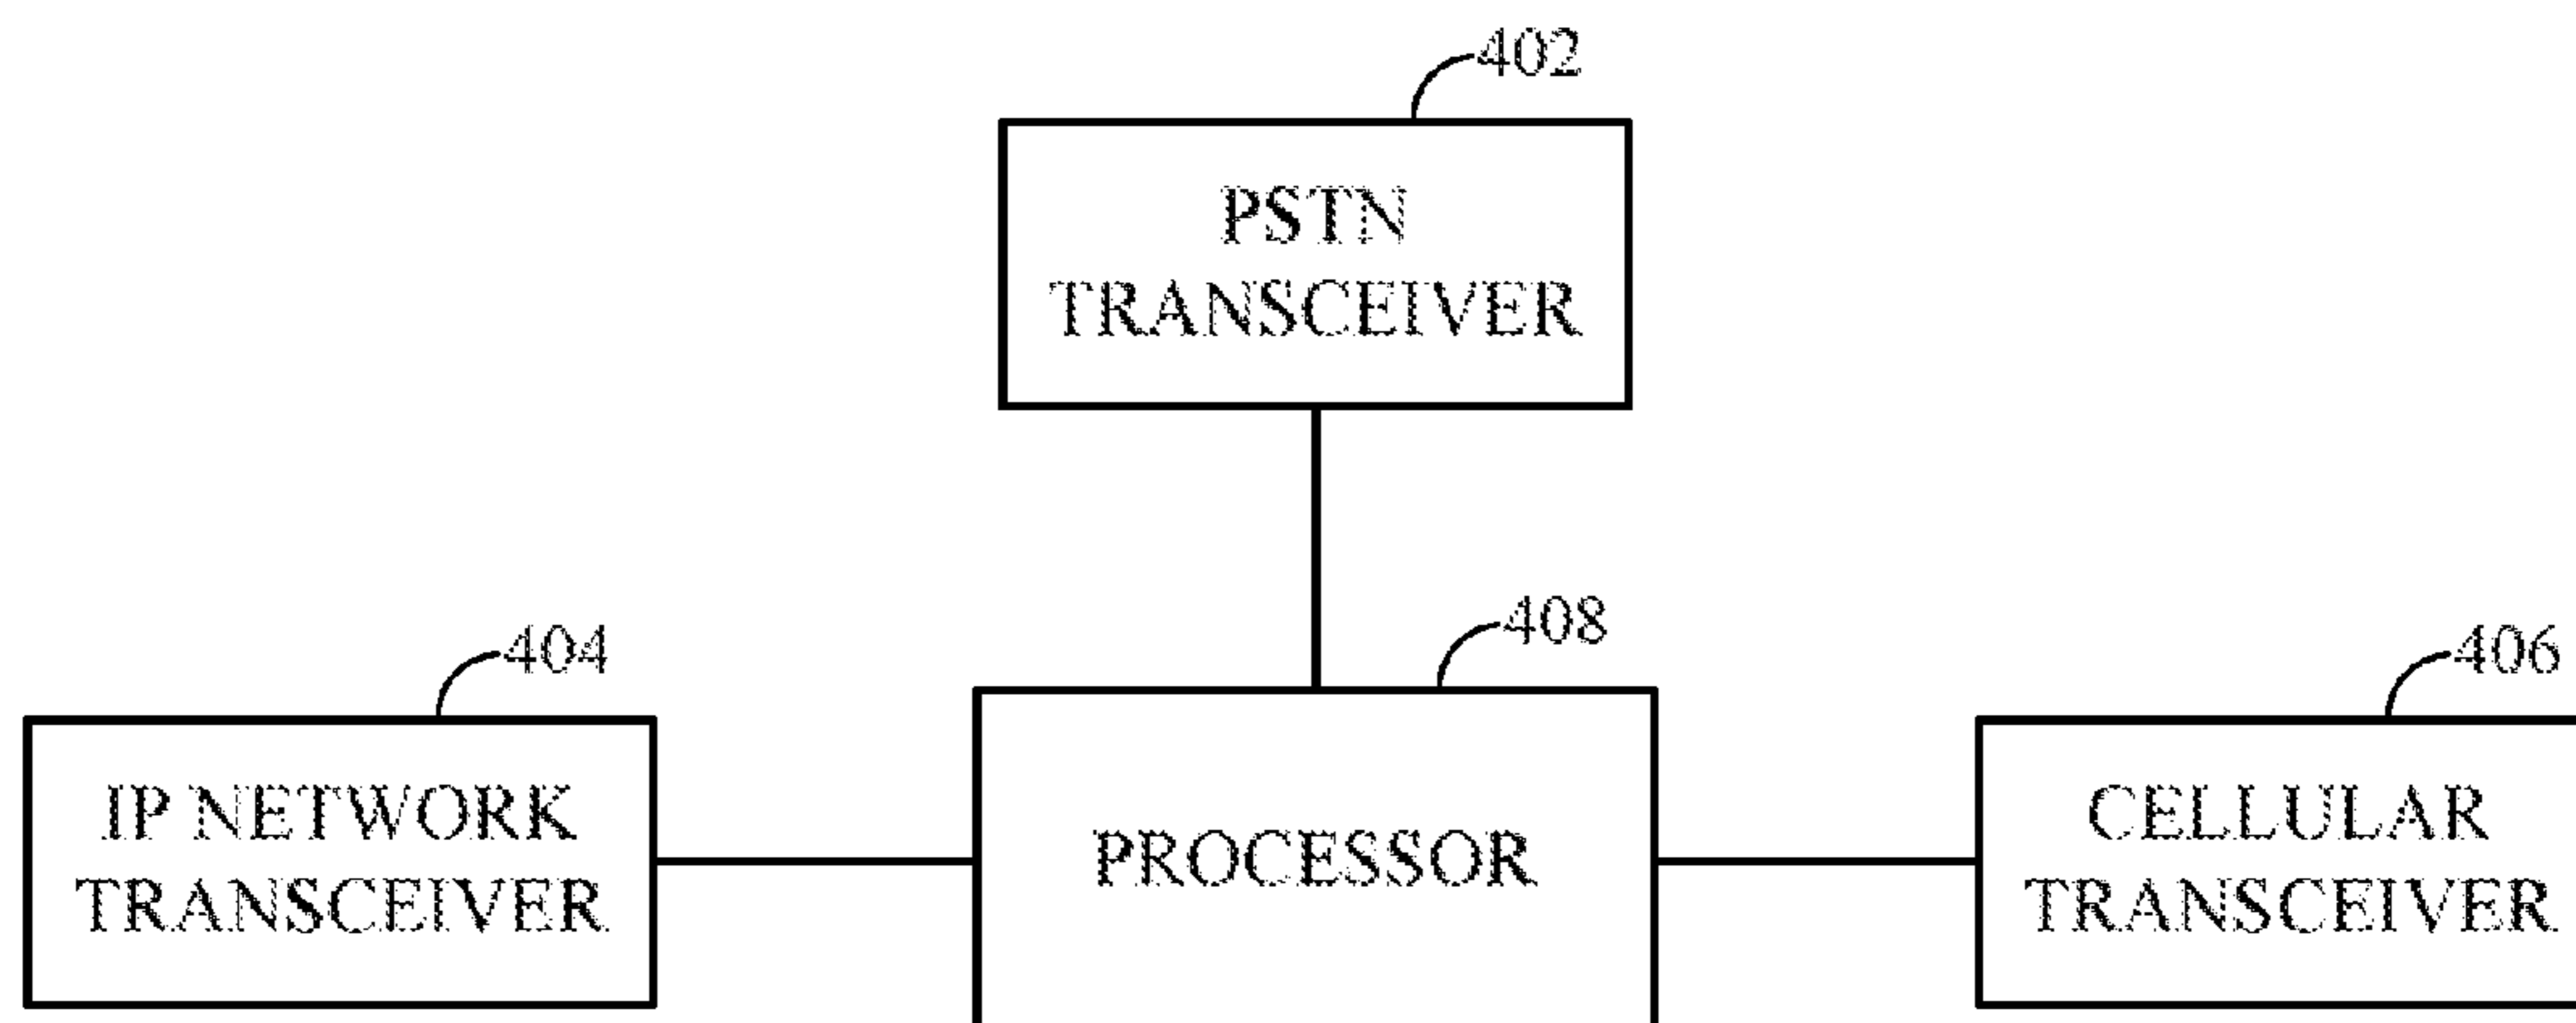 402
PSTN
TRANSCEIVER
408
404
406
IP NETWORK
TRANSCEIVER
PROCESSOR
CELLULAR
TRANSCEIVER